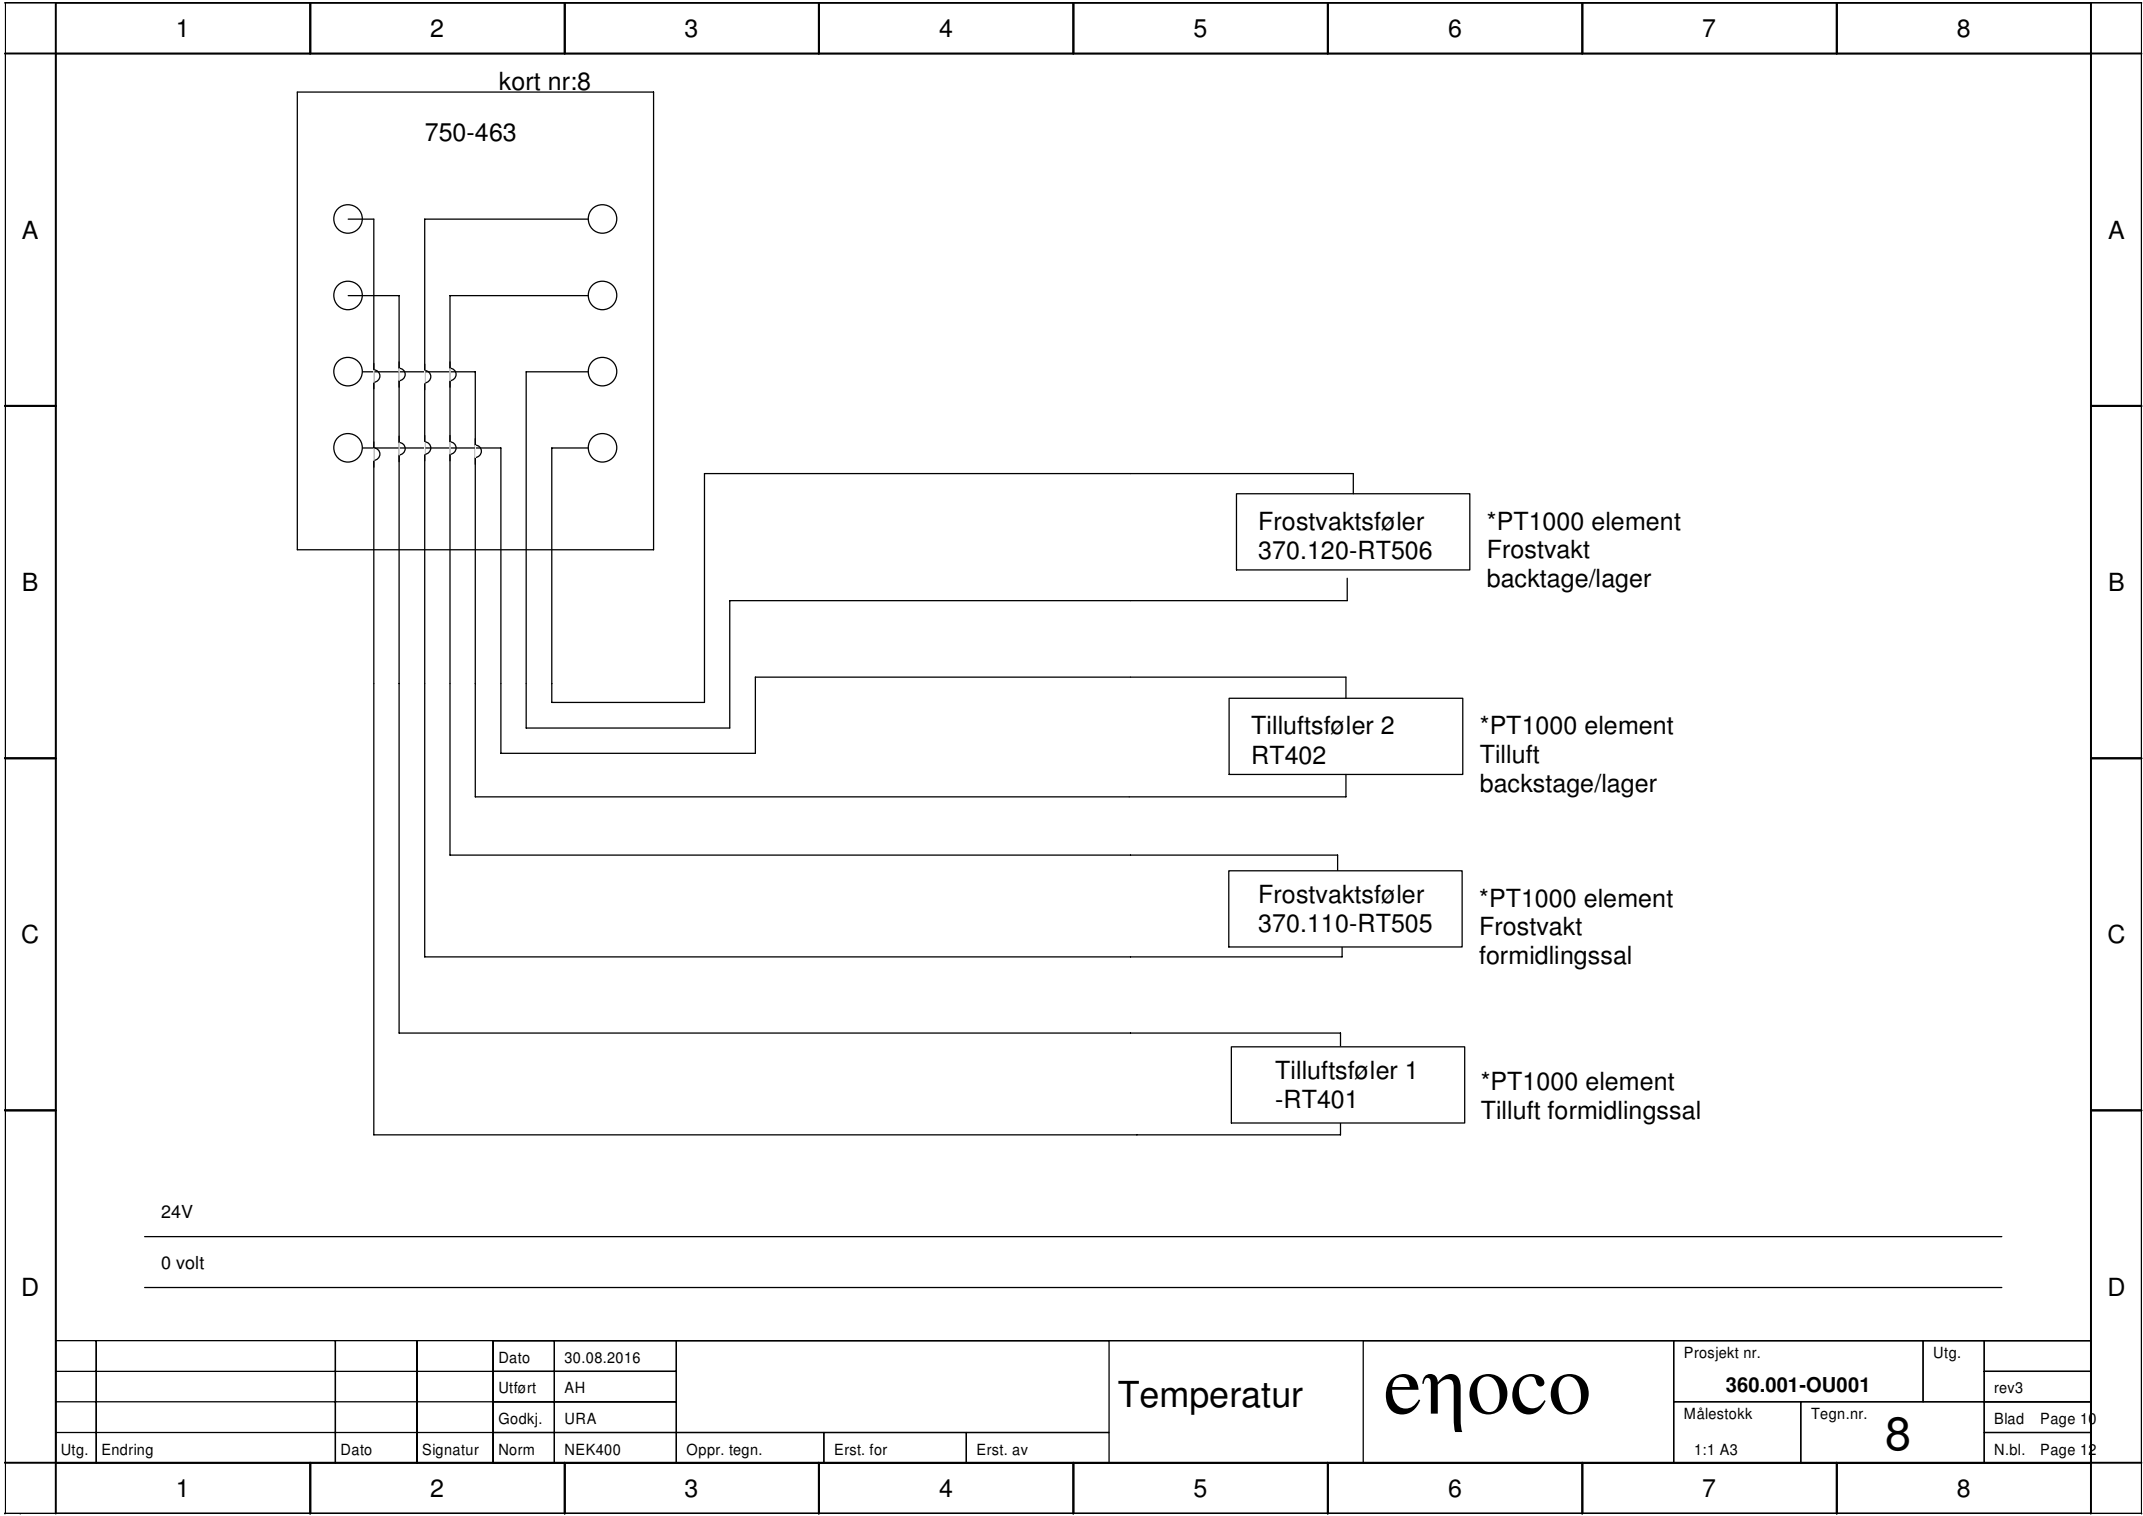 1 2 3 4 5 6 7 8
kort nr:8
750-463
A A
Frostvaktsføler
370.120-RT506
*PT1000 element
Frostvakt
backtage/lager
B B
Tilluftsføler 2
RT402
*PT1000 element
Tilluft
backstage/lager
Frostvaktsføler
370.110-RT505
*PT1000 element
Frostvakt
formidlingssal
C C
Tilluftsføler 1
-RT401
*PT1000 element
Tilluft formidlingssal
24V
0 volt
D D
Dato 30.08.2016
Utført AH
Godkj. URA
Utg. Endring Dato Signatur Norm NEK400 Oppr. tegn. Erst. for Erst. av
Temperatur
eηoco
Prosjekt nr.
360.001-OU001
Utg.
rev3
Målestokk
1:1 A3
Tegn.nr.
8
Blad Page 10
N.bl. Page 12
1 2 3 4 5 6 7 8